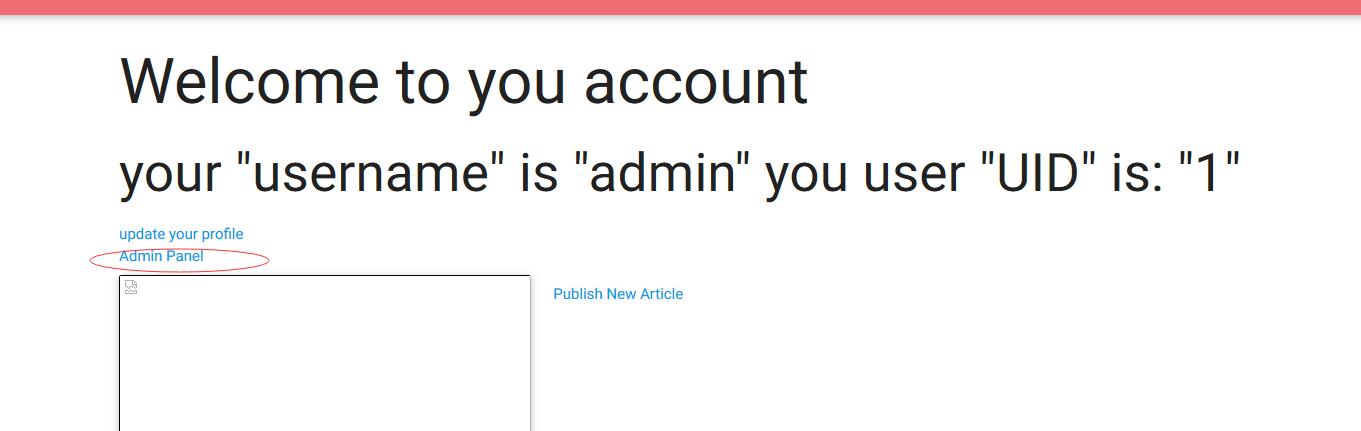 Welcome to you account
your "username" is "admin" you user "UID" is: "1"
update your profile
Admin Panel
Publish New Article